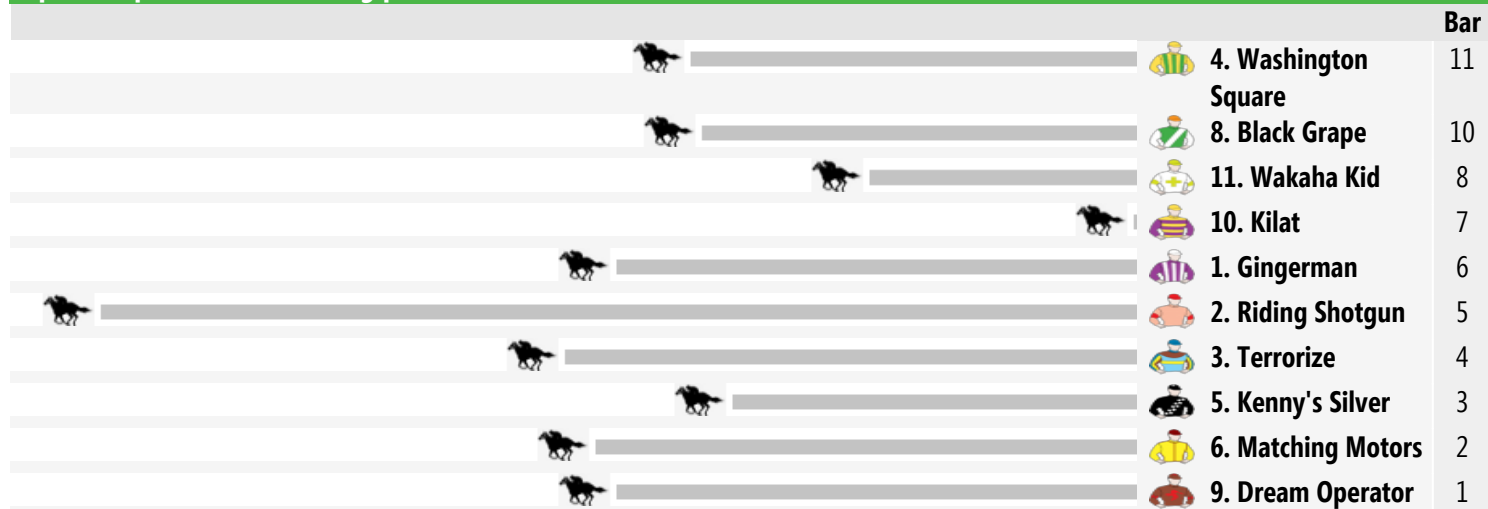 Bar
4. Washington 11
Square
8. Black Grape 10
11. Wakaha Kid 8
10. Kilat 7
1. Gingerman 6
2. Riding Shotgun 5
3. Terrorize 4
5. Kenny's Silver 3
6. Matching Motors 2
9. Dream Operator 1